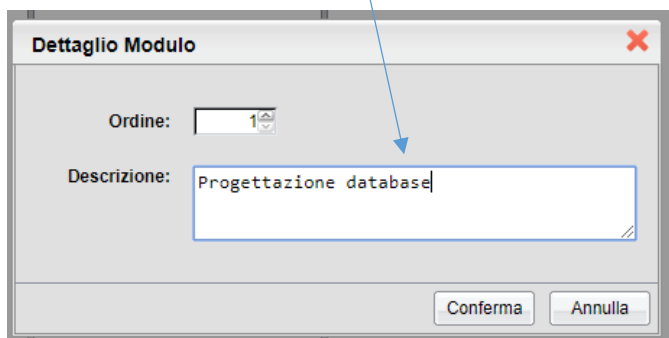 Dettaglio Modulo
Ordine: 1
Descrizione: Progettazione database
Conferma Annulla